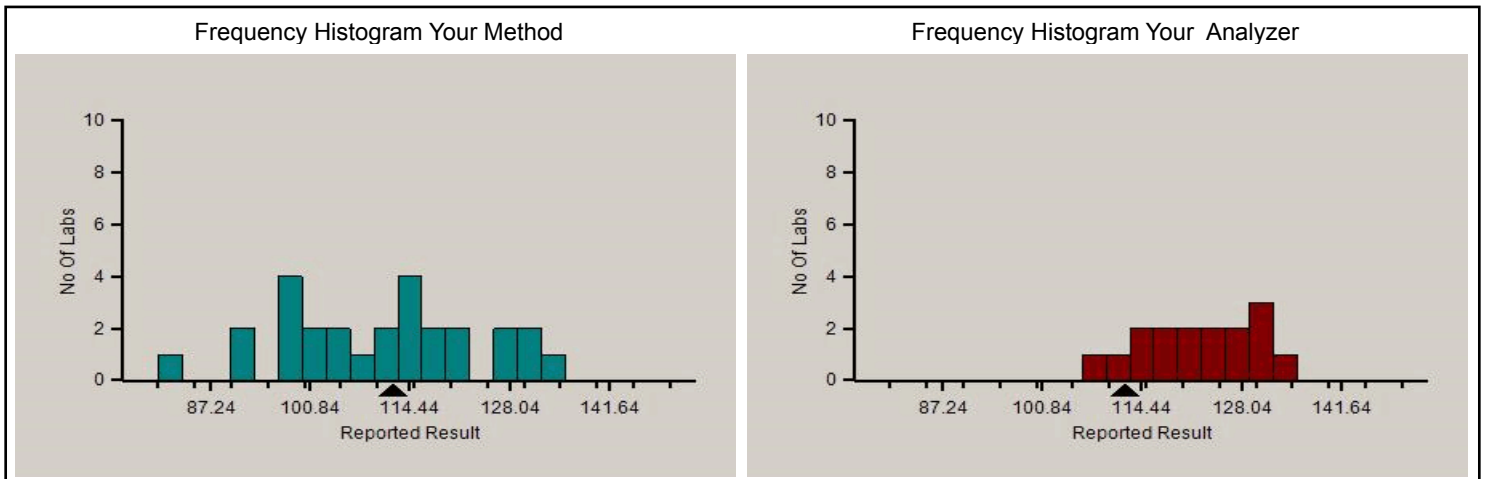 Frequency Histogram Your Method
10
8
6
4
2
0
No Of Labs
87.24 100.84 114.44 128.04 141.64
Reported Result
Frequency Histogram Your Analyzer
10
8
6
4
2
0
No Of Labs
87.24 100.84 114.44 128.04 141.64
Reported Result